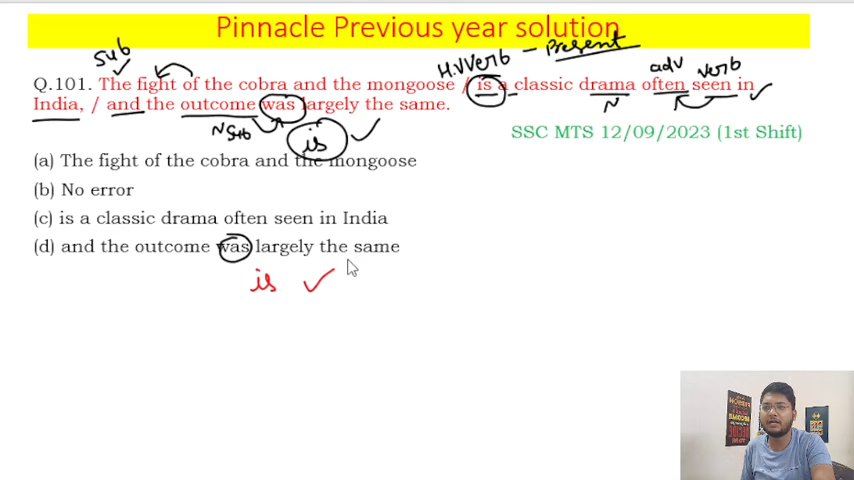 Pinnacle Previous year solution
Sub
H.V Verb - Present
adv verb
Q.101. The fight of the cobra and the mongoose / is a classic drama often seen in
India, / and the outcome was largely the same.
N
N Sub
is
SSC MTS 12/09/2023 (1st Shift)
(a) The fight of the cobra and the mongoose
(b) No error
(c) is a classic drama often seen in India
(d) and the outcome was largely the same
is